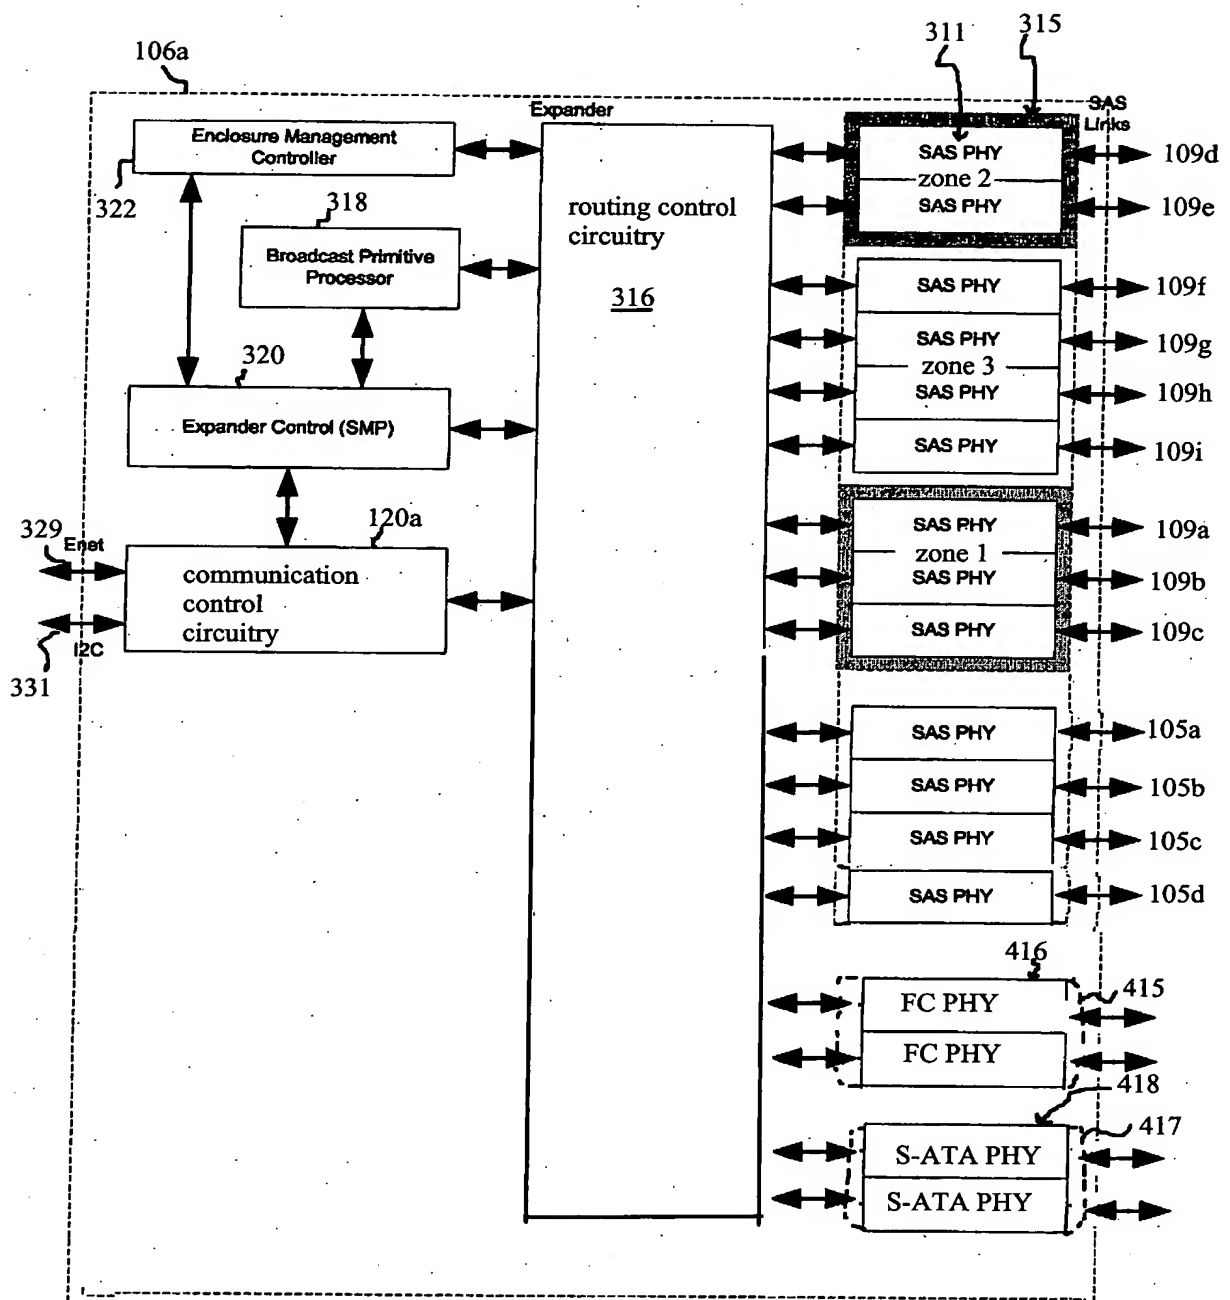 311
315
106a
Expander
SAS
Links
Enclosure Management
Controller
322
318
Broadcast Primitive
Processor
320
Expander Control (SMP)
120a
329
Enet
communication
control
circuitry
I2C
331
routing control
circuitry
316
SAS PHY
109d
zone 2
SAS PHY
109e
SAS PHY
109f
SAS PHY
109g
zone 3
SAS PHY
109h
SAS PHY
109i
SAS PHY
109a
zone 1
SAS PHY
109b
SAS PHY
109c
SAS PHY
105a
SAS PHY
105b
SAS PHY
105c
SAS PHY
105d
416
415
FC PHY
FC PHY
418
417
S-ATA PHY
S-ATA PHY